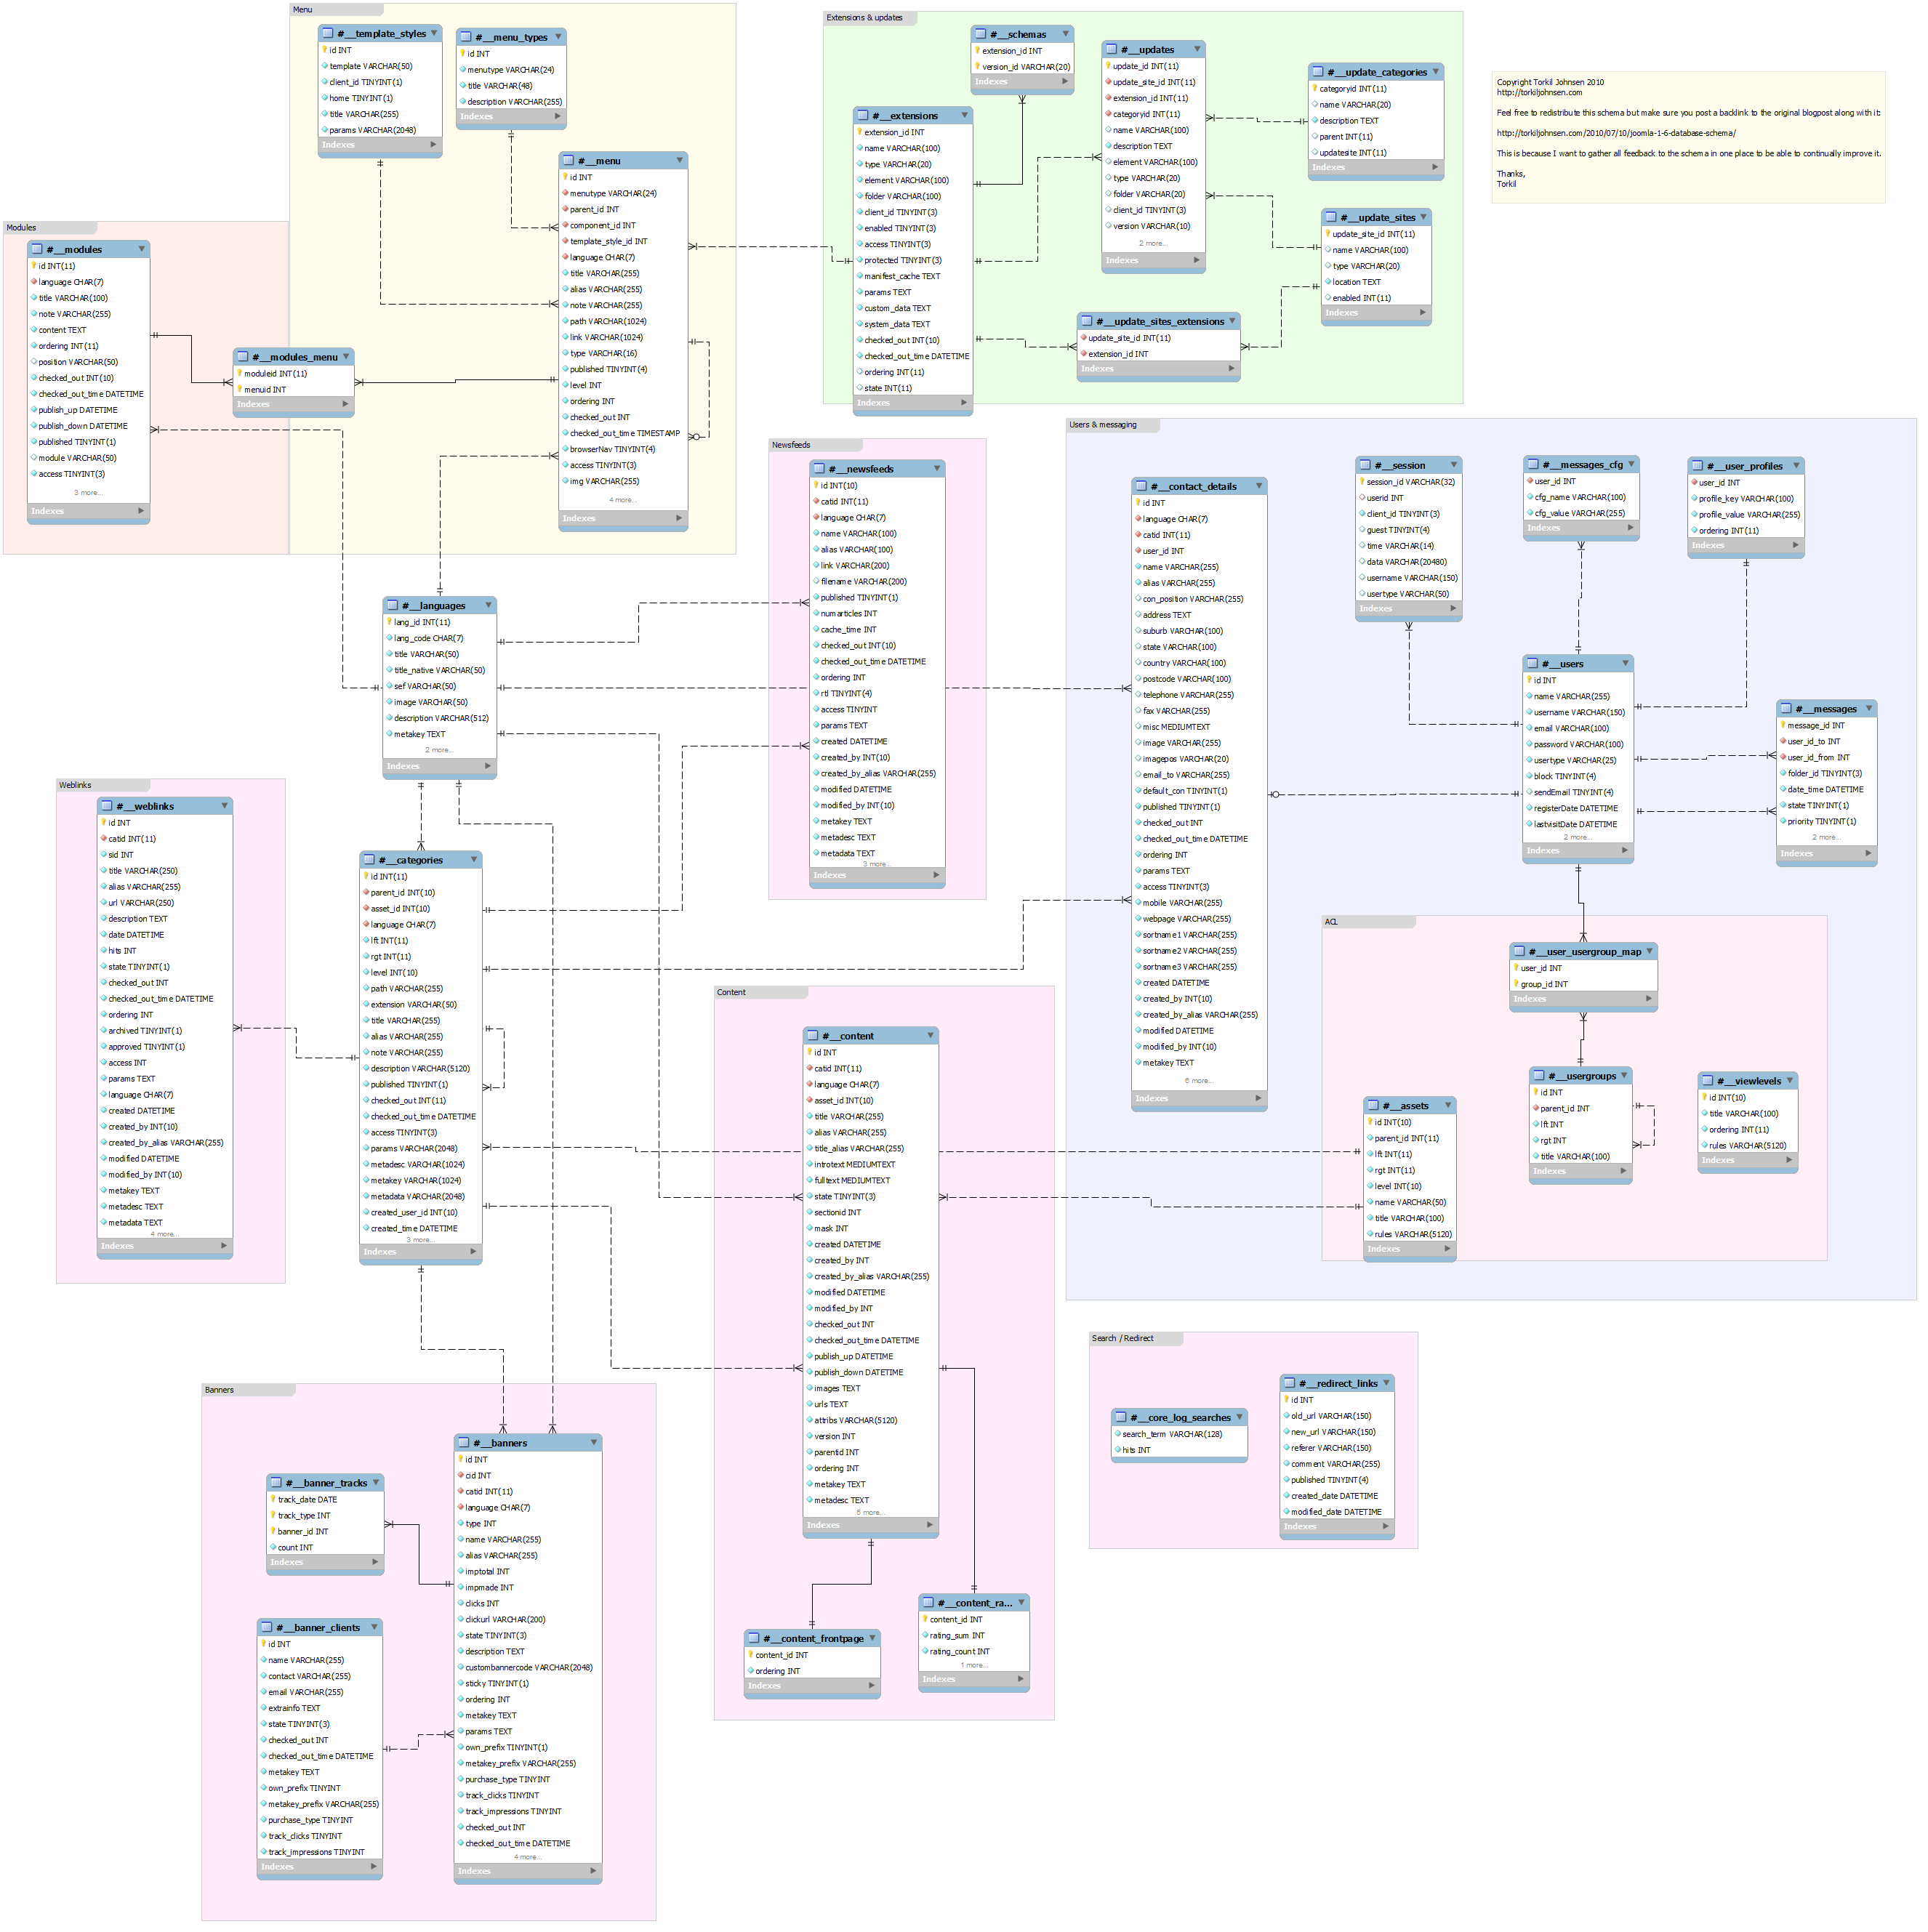 Menu
#__template_styles
id INT
template VARCHAR(50)
client_id TINYINT(1)
home TINYINT(1)
title VARCHAR(255)
params VARCHAR(2048)
Indexes
#__menu_types
id INT
menutype VARCHAR(24)
title VARCHAR(48)
description VARCHAR(255)
Indexes
#__menu
id INT
menutype VARCHAR(24)
parent_id INT
component_id INT
template_style_id INT
language CHAR(7)
title VARCHAR(255)
alias VARCHAR(255)
note VARCHAR(255)
path VARCHAR(1024)
link VARCHAR(1024)
type VARCHAR(16)
published TINYINT(4)
level INT
ordering INT
checked_out INT
checked_out_time TIMESTAMP
browserNav TINYINT(4)
access TINYINT(3)
img VARCHAR(255)
4 more...
Indexes
Modules
#__modules
id INT(11)
language CHAR(7)
title VARCHAR(100)
note VARCHAR(255)
content TEXT
ordering INT(11)
position VARCHAR(50)
checked_out INT(10)
checked_out_time DATETIME
publish_up DATETIME
publish_down DATETIME
published TINYINT(1)
module VARCHAR(50)
access TINYINT(3)
3 more...
Indexes
#__modules_menu
moduleid INT(11)
menuid INT
Indexes
Extensions & updates
#__schemas
extension_id INT
version_id VARCHAR(20)
Indexes
#__extensions
extension_id INT
name VARCHAR(100)
type VARCHAR(20)
element VARCHAR(100)
folder VARCHAR(100)
client_id TINYINT(3)
enabled TINYINT(3)
access TINYINT(3)
protected TINYINT(3)
manifest_cache TEXT
params TEXT
custom_data TEXT
system_data TEXT
checked_out INT(10)
checked_out_time DATETIME
ordering INT(11)
state INT(11)
Indexes
#__updates
update_id INT(11)
update_site_id INT(11)
extension_id INT(11)
categoryid INT(11)
name VARCHAR(100)
description TEXT
element VARCHAR(100)
type VARCHAR(20)
folder VARCHAR(20)
client_id TINYINT(3)
version VARCHAR(10)
2 more...
Indexes
#__update_categories
categoryid INT(11)
name VARCHAR(20)
description TEXT
parent INT(11)
updatesite INT(11)
Indexes
#__update_sites
update_site_id INT(11)
name VARCHAR(100)
type VARCHAR(20)
location TEXT
enabled INT(11)
Indexes
#__update_sites_extensions
update_site_id INT(11)
extension_id INT
Indexes
Copyright Torkil Johnsen 2010
http://torkiljohnsen.com
Feel free to redistribute this schema but make sure you post a backlink to the original blogpost along with it:
http://torkiljohnsen.com/2010/07/10/joomla-1-6-database-schema/
This is because I want to gather all feedback to the schema in one place to be able to continually improve it.
Thanks,
Torkil
#__languages
lang_id INT(11)
lang_code CHAR(7)
title VARCHAR(50)
title_native VARCHAR(50)
sef VARCHAR(50)
image VARCHAR(50)
description VARCHAR(512)
metakey TEXT
2 more...
Indexes
Newsfeeds
#__newsfeeds
id INT(10)
catid INT(11)
language CHAR(7)
name VARCHAR(100)
alias VARCHAR(100)
link VARCHAR(200)
filename VARCHAR(200)
published TINYINT(1)
numarticles INT
cache_time INT
checked_out INT(10)
checked_out_time DATETIME
ordering INT
rtl TINYINT(4)
access TINYINT
params TEXT
created DATETIME
created_by INT(10)
created_by_alias VARCHAR(255)
modified DATETIME
modified_by INT(10)
metakey TEXT
metadesc TEXT
metadata TEXT
3 more...
Indexes
Users & messaging
#__contact_details
id INT
language CHAR(7)
catid INT(11)
user_id INT
name VARCHAR(255)
alias VARCHAR(255)
con_position VARCHAR(255)
address TEXT
suburb VARCHAR(100)
state VARCHAR(100)
country VARCHAR(100)
postcode VARCHAR(100)
telephone VARCHAR(255)
fax VARCHAR(255)
misc MEDIUMTEXT
image VARCHAR(255)
imagepos VARCHAR(20)
email_to VARCHAR(255)
default_con TINYINT(1)
published TINYINT(1)
checked_out INT
checked_out_time DATETIME
ordering INT
params TEXT
access TINYINT(3)
mobile VARCHAR(255)
webpage VARCHAR(255)
sortname1 VARCHAR(255)
sortname2 VARCHAR(255)
sortname3 VARCHAR(255)
created DATETIME
created_by INT(10)
created_by_alias VARCHAR(255)
modified DATETIME
modified_by INT(10)
metakey TEXT
6 more...
Indexes
#__session
session_id VARCHAR(32)
userid INT
client_id TINYINT(3)
guest TINYINT(4)
time VARCHAR(14)
data VARCHAR(20480)
username VARCHAR(150)
usertype VARCHAR(50)
Indexes
#__messages_cfg
user_id INT
cfg_name VARCHAR(100)
cfg_value VARCHAR(255)
Indexes
#__user_profiles
user_id INT
profile_key VARCHAR(100)
profile_value VARCHAR(255)
ordering INT(11)
Indexes
#__users
id INT
name VARCHAR(255)
username VARCHAR(150)
email VARCHAR(100)
password VARCHAR(100)
usertype VARCHAR(25)
block TINYINT(4)
sendEmail TINYINT(4)
registerDate DATETIME
lastvisitDate DATETIME
2 more...
Indexes
#__messages
message_id INT
user_id_to INT
user_id_from INT
folder_id TINYINT(3)
date_time DATETIME
state TINYINT(1)
priority TINYINT(1)
2 more...
Indexes
ACL
#__user_usergroup_map
user_id INT
group_id INT
Indexes
#__usergroups
id INT
parent_id INT
lft INT
rgt INT
title VARCHAR(100)
Indexes
#__viewlevels
id INT(10)
title VARCHAR(100)
ordering INT(11)
rules VARCHAR(5120)
Indexes
#__assets
id INT(10)
parent_id INT(11)
lft INT(11)
rgt INT(11)
level INT(10)
name VARCHAR(50)
title VARCHAR(100)
rules VARCHAR(5120)
Indexes
Weblinks
#__weblinks
id INT
catid INT(11)
sid INT
title VARCHAR(250)
alias VARCHAR(255)
url VARCHAR(250)
description TEXT
date DATETIME
hits INT
state TINYINT(1)
checked_out INT
checked_out_time DATETIME
ordering INT
archived TINYINT(1)
approved TINYINT(1)
access INT
params TEXT
language CHAR(7)
created DATETIME
created_by INT(10)
created_by_alias VARCHAR(255)
modified DATETIME
modified_by INT(10)
metakey TEXT
metadesc TEXT
metadata TEXT
4 more...
Indexes
#__categories
id INT(11)
parent_id INT(10)
asset_id INT(10)
language CHAR(7)
lft INT(11)
rgt INT(11)
level INT(10)
path VARCHAR(255)
extension VARCHAR(50)
title VARCHAR(255)
alias VARCHAR(255)
note VARCHAR(255)
description VARCHAR(5120)
published TINYINT(1)
checked_out INT(11)
checked_out_time DATETIME
access TINYINT(3)
params VARCHAR(2048)
metadesc VARCHAR(1024)
metakey VARCHAR(1024)
metadata VARCHAR(2048)
created_user_id INT(10)
created_time DATETIME
3 more...
Indexes
Content
#__content
id INT
catid INT(11)
language CHAR(7)
asset_id INT(10)
title VARCHAR(255)
alias VARCHAR(255)
title_alias VARCHAR(255)
introtext MEDIUMTEXT
fulltext MEDIUMTEXT
state TINYINT(3)
sectionid INT
mask INT
created DATETIME
created_by INT
created_by_alias VARCHAR(255)
modified DATETIME
modified_by INT
checked_out INT
checked_out_time DATETIME
publish_up DATETIME
publish_down DATETIME
images TEXT
urls TEXT
attribs VARCHAR(5120)
version INT
parentid INT
ordering INT
metakey TEXT
metadesc TEXT
5 more...
Indexes
#__content_frontpage
content_id INT
ordering INT
Indexes
#__content_ra...
content_id INT
rating_sum INT
rating_count INT
1 more...
Indexes
Search / Redirect
#__core_log_searches
search_term VARCHAR(128)
hits INT
#__redirect_links
id INT
old_url VARCHAR(150)
new_url VARCHAR(150)
referer VARCHAR(150)
comment VARCHAR(255)
published TINYINT(4)
created_date DATETIME
modified_date DATETIME
Indexes
Banners
#__banner_tracks
track_date DATE
track_type INT
banner_id INT
count INT
Indexes
#__banner_clients
id INT
name VARCHAR(255)
contact VARCHAR(255)
email VARCHAR(255)
extrainfo TEXT
state TINYINT(3)
checked_out INT
checked_out_time DATETIME
metakey TEXT
own_prefix TINYINT
metakey_prefix VARCHAR(255)
purchase_type TINYINT
track_clicks TINYINT
track_impressions TINYINT
Indexes
#__banners
id INT
cid INT
catid INT(11)
language CHAR(7)
type INT
name VARCHAR(255)
alias VARCHAR(255)
imptotal INT
impmade INT
clicks INT
clickurl VARCHAR(200)
state TINYINT(3)
description TEXT
custombannercode VARCHAR(2048)
sticky TINYINT(1)
ordering INT
metakey TEXT
params TEXT
own_prefix TINYINT(1)
metakey_prefix VARCHAR(255)
purchase_type TINYINT
track_clicks TINYINT
track_impressions TINYINT
checked_out INT
checked_out_time DATETIME
4 more...
Indexes